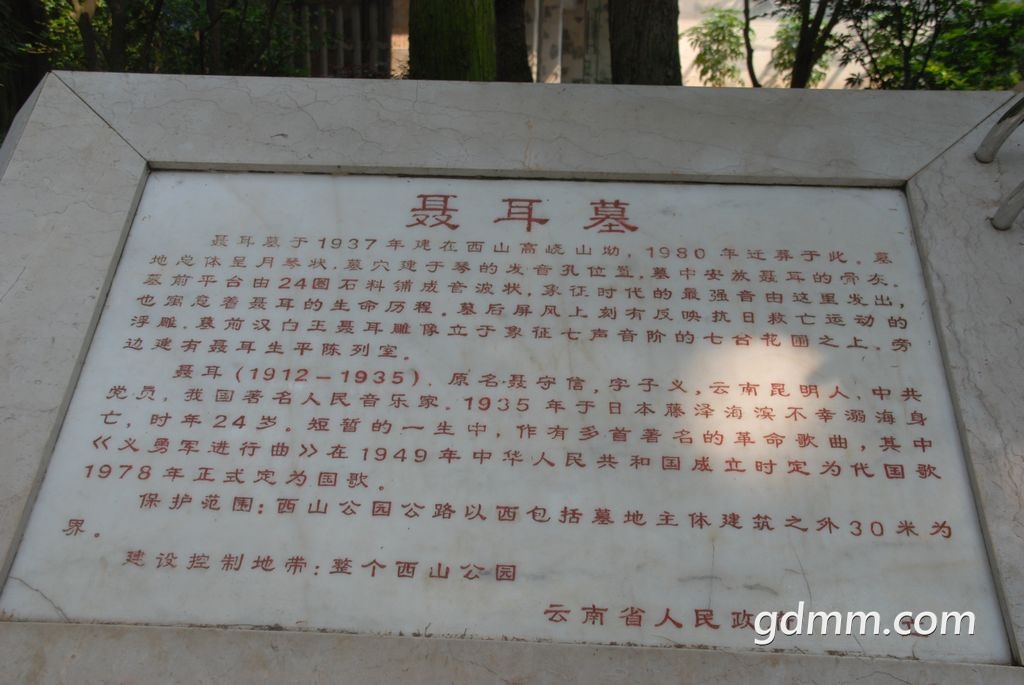 聂耳墓
聂耳墓于1937年建在西山高峣山坳，1980年迁葬于此。墓
地总体呈月琴状，墓穴建于琴的发音孔位置，墓中安放聂耳的骨灰。
墓前平台由24圈石料铺成音波状，象征时代的最强音由这里发出，
也寓意着聂耳的生命历程。墓后屏风上刻有反映抗日救亡运动的
浮雕，墓前汉白玉聂耳雕像立于象征七声音阶的七台花圃之上，旁
边建有聂耳生平陈列室。
聂耳（1912-1935），原名聂守信，字子义，云南昆明人，中共
党员，我国著名人民音乐家。1935年于日本藤泽海滨不幸溺海身
亡，时年24岁。短暂的一生中，作有多首著名的革命歌曲，其中
《义勇军进行曲》在1949年中华人民共和国成立时定为代国歌
1978年正式定为国歌。
保护范围：西山公园公路以西包括墓地主体建筑之外30米为
界。
建设控制地带：整个西山公园
云南省人民政
gdmm.com